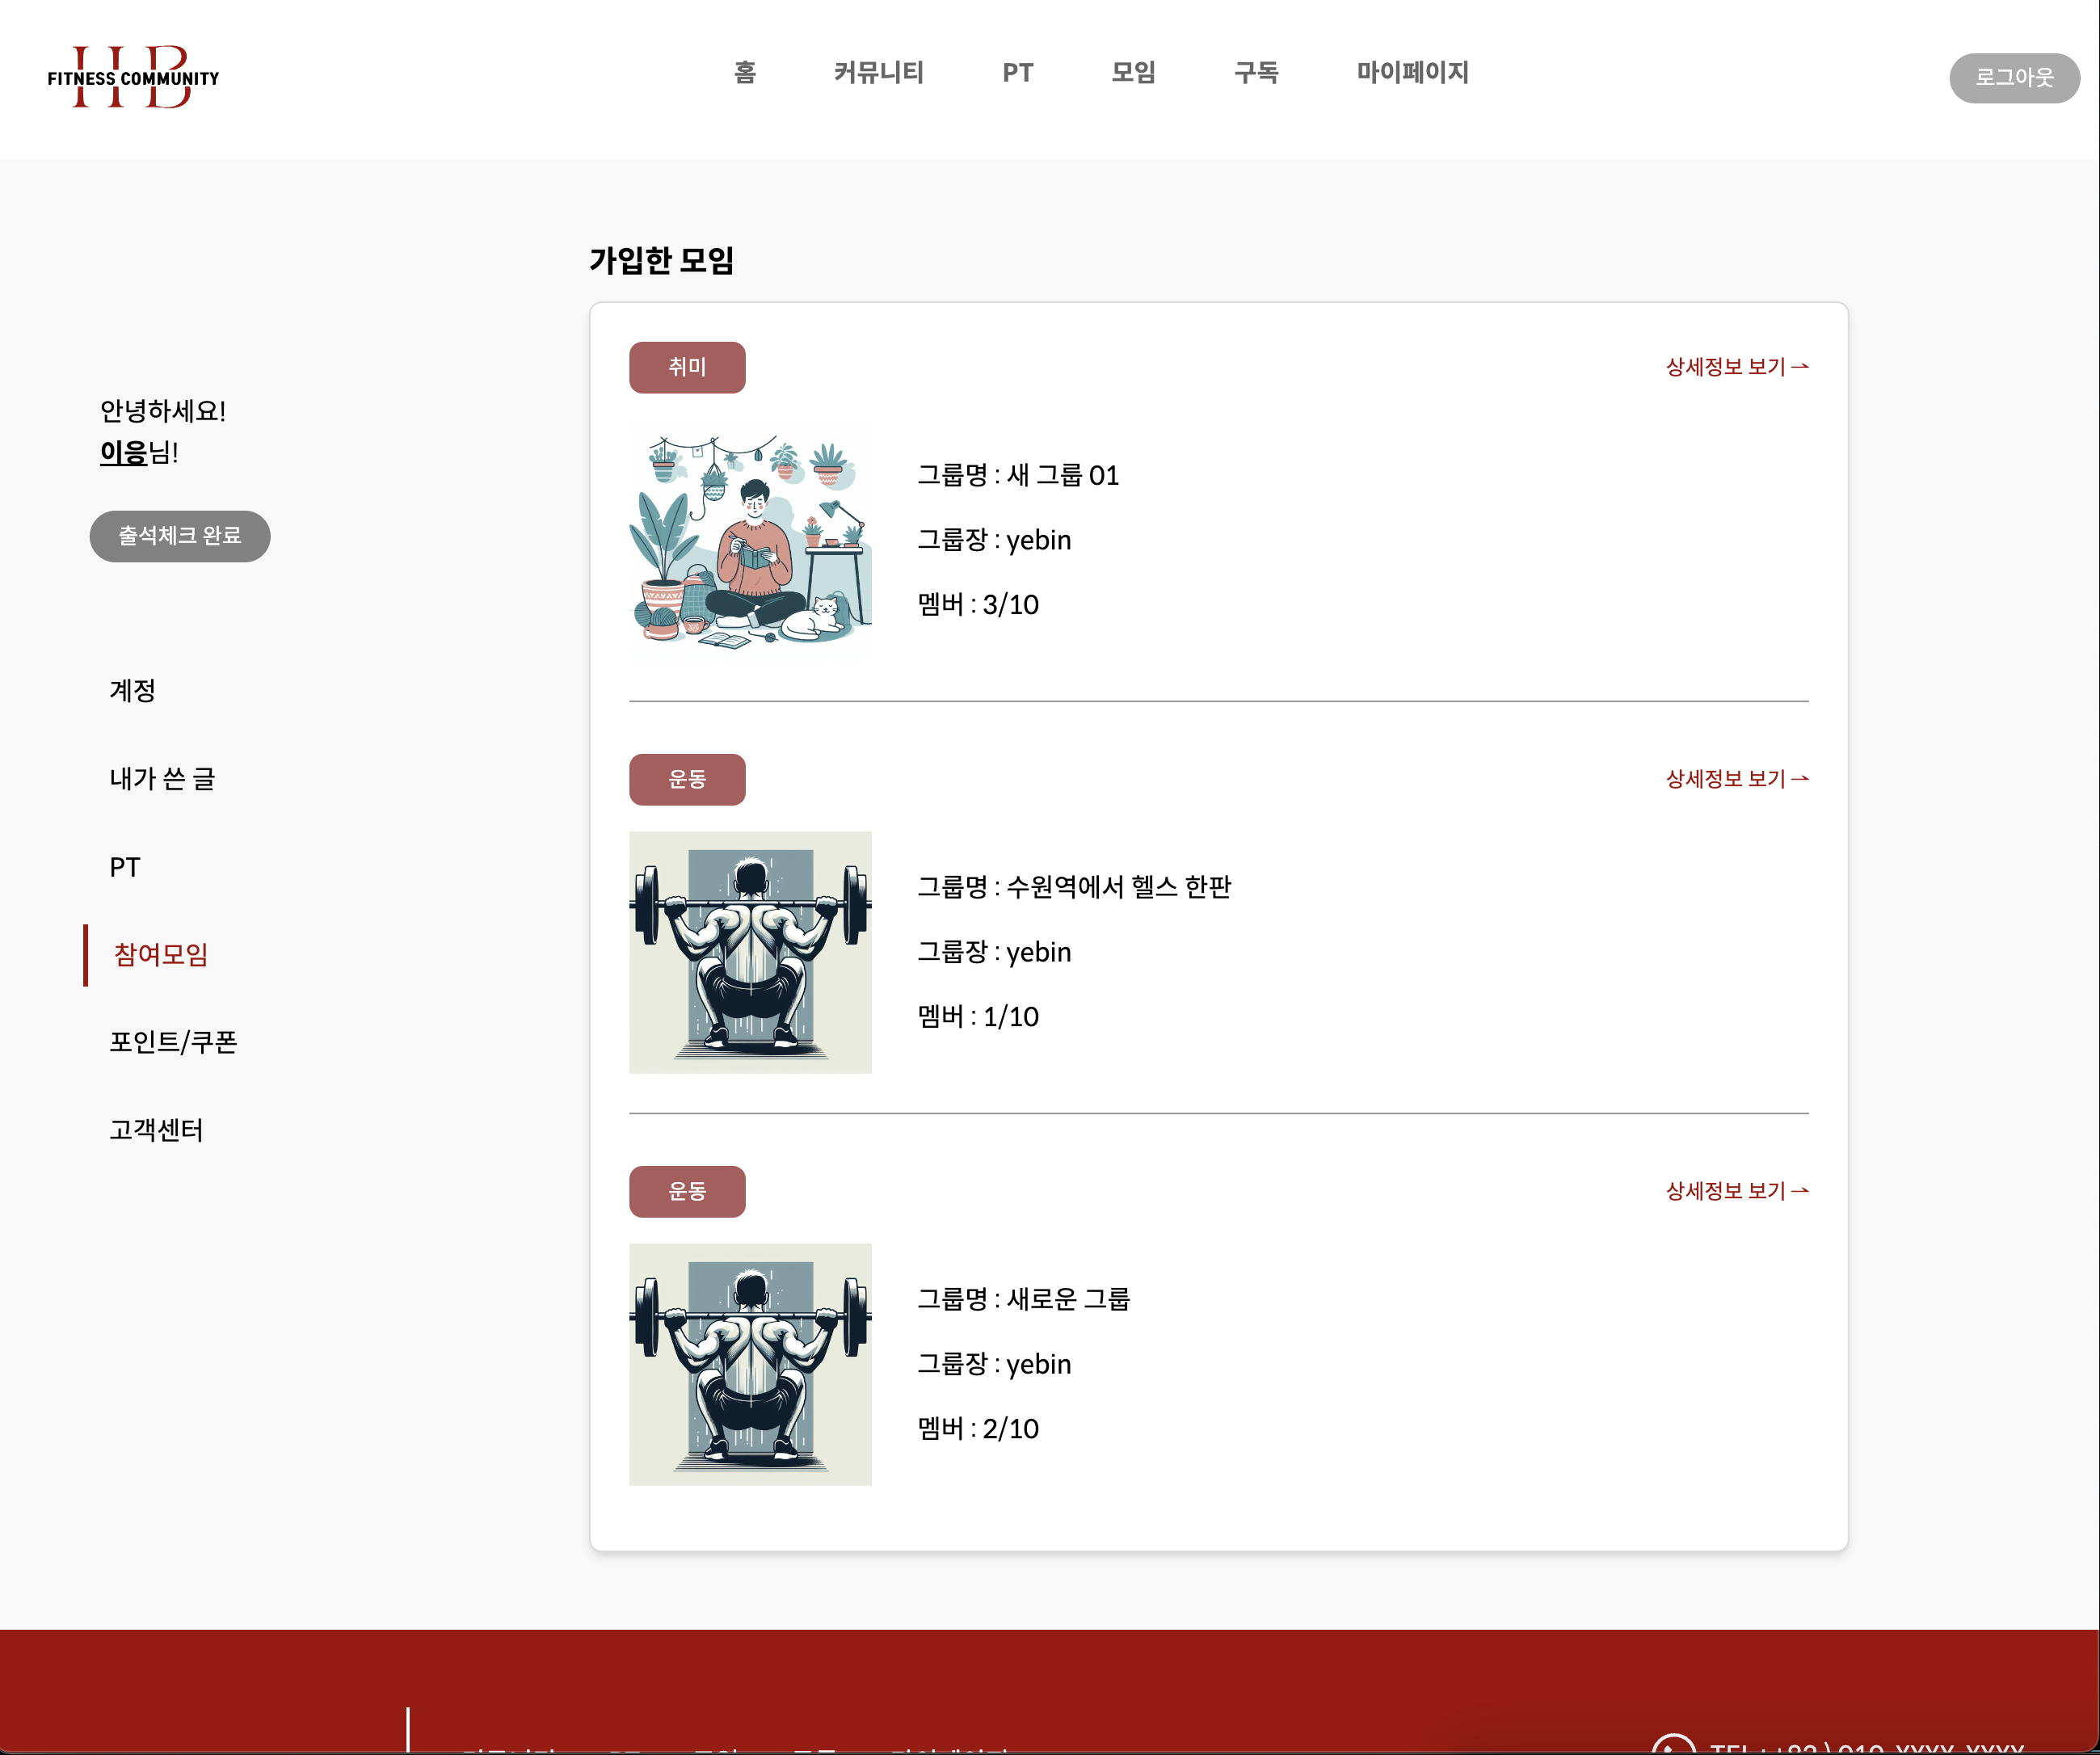 HB
FITNESS COMMUNITY
홈 커뮤니티 PT 모임 구독 마이페이지
로그아웃
안녕하세요!
이응님!
출석체크 완료
계정
내가 쓴 글
PT
참여모임
포인트/쿠폰
고객센터
가입한 모임
취미
상세정보 보기 ⇀
그룹명 : 새 그룹 01
그룹장 : yebin
멤버 : 3/10
운동
상세정보 보기 ⇀
그룹명 : 수원역에서 헬스 한판
그룹장 : yebin
멤버 : 1/10
운동
상세정보 보기 ⇀
그룹명 : 새로운 그룹
그룹장 : yebin
멤버 : 2/10